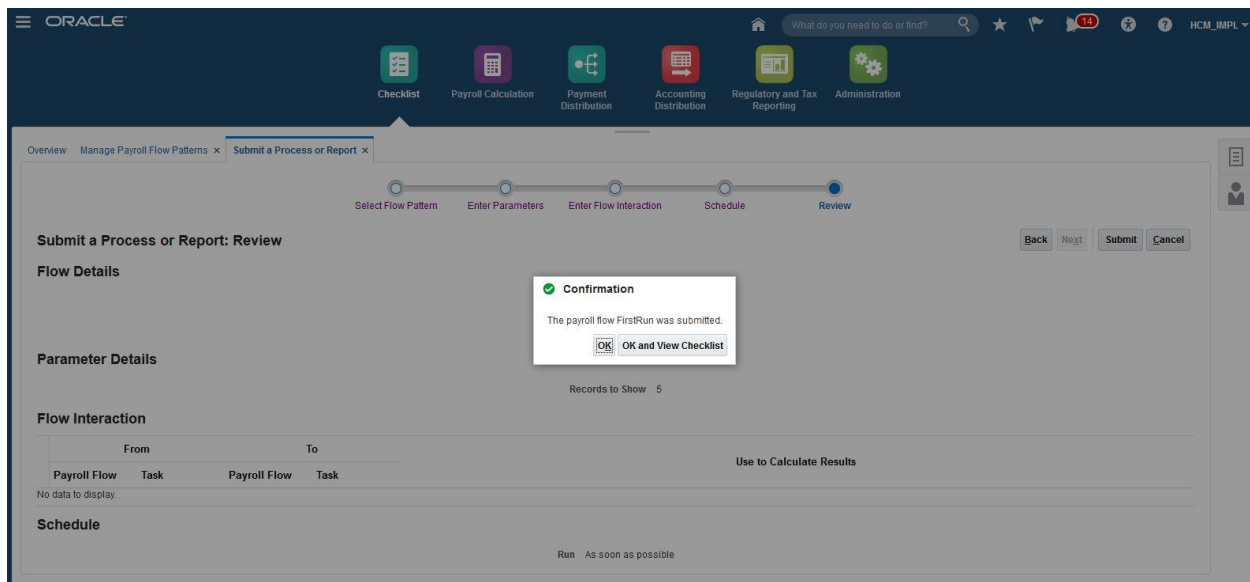 ORACLE
What do you need to do or find?
14
HCM_IMPL
Checklist
Payroll Calculation
Payment
Distribution
Accounting
Distribution
Regulatory and Tax
Reporting
Administration
Overview Manage Payroll Flow Patterns × Submit a Process or Report ×
Select Flow Pattern Enter Parameters Enter Flow Interaction Schedule Review
Submit a Process or Report: Review
Back Next Submit Cancel
Flow Details
Confirmation
The payroll flow FirstRun was submitted.
OK OK and View Checklist
Parameter Details
Records to Show 5
Flow Interaction
From To
Use to Calculate Results
Payroll Flow Task Payroll Flow Task
No data to display.
Schedule
Run As soon as possible